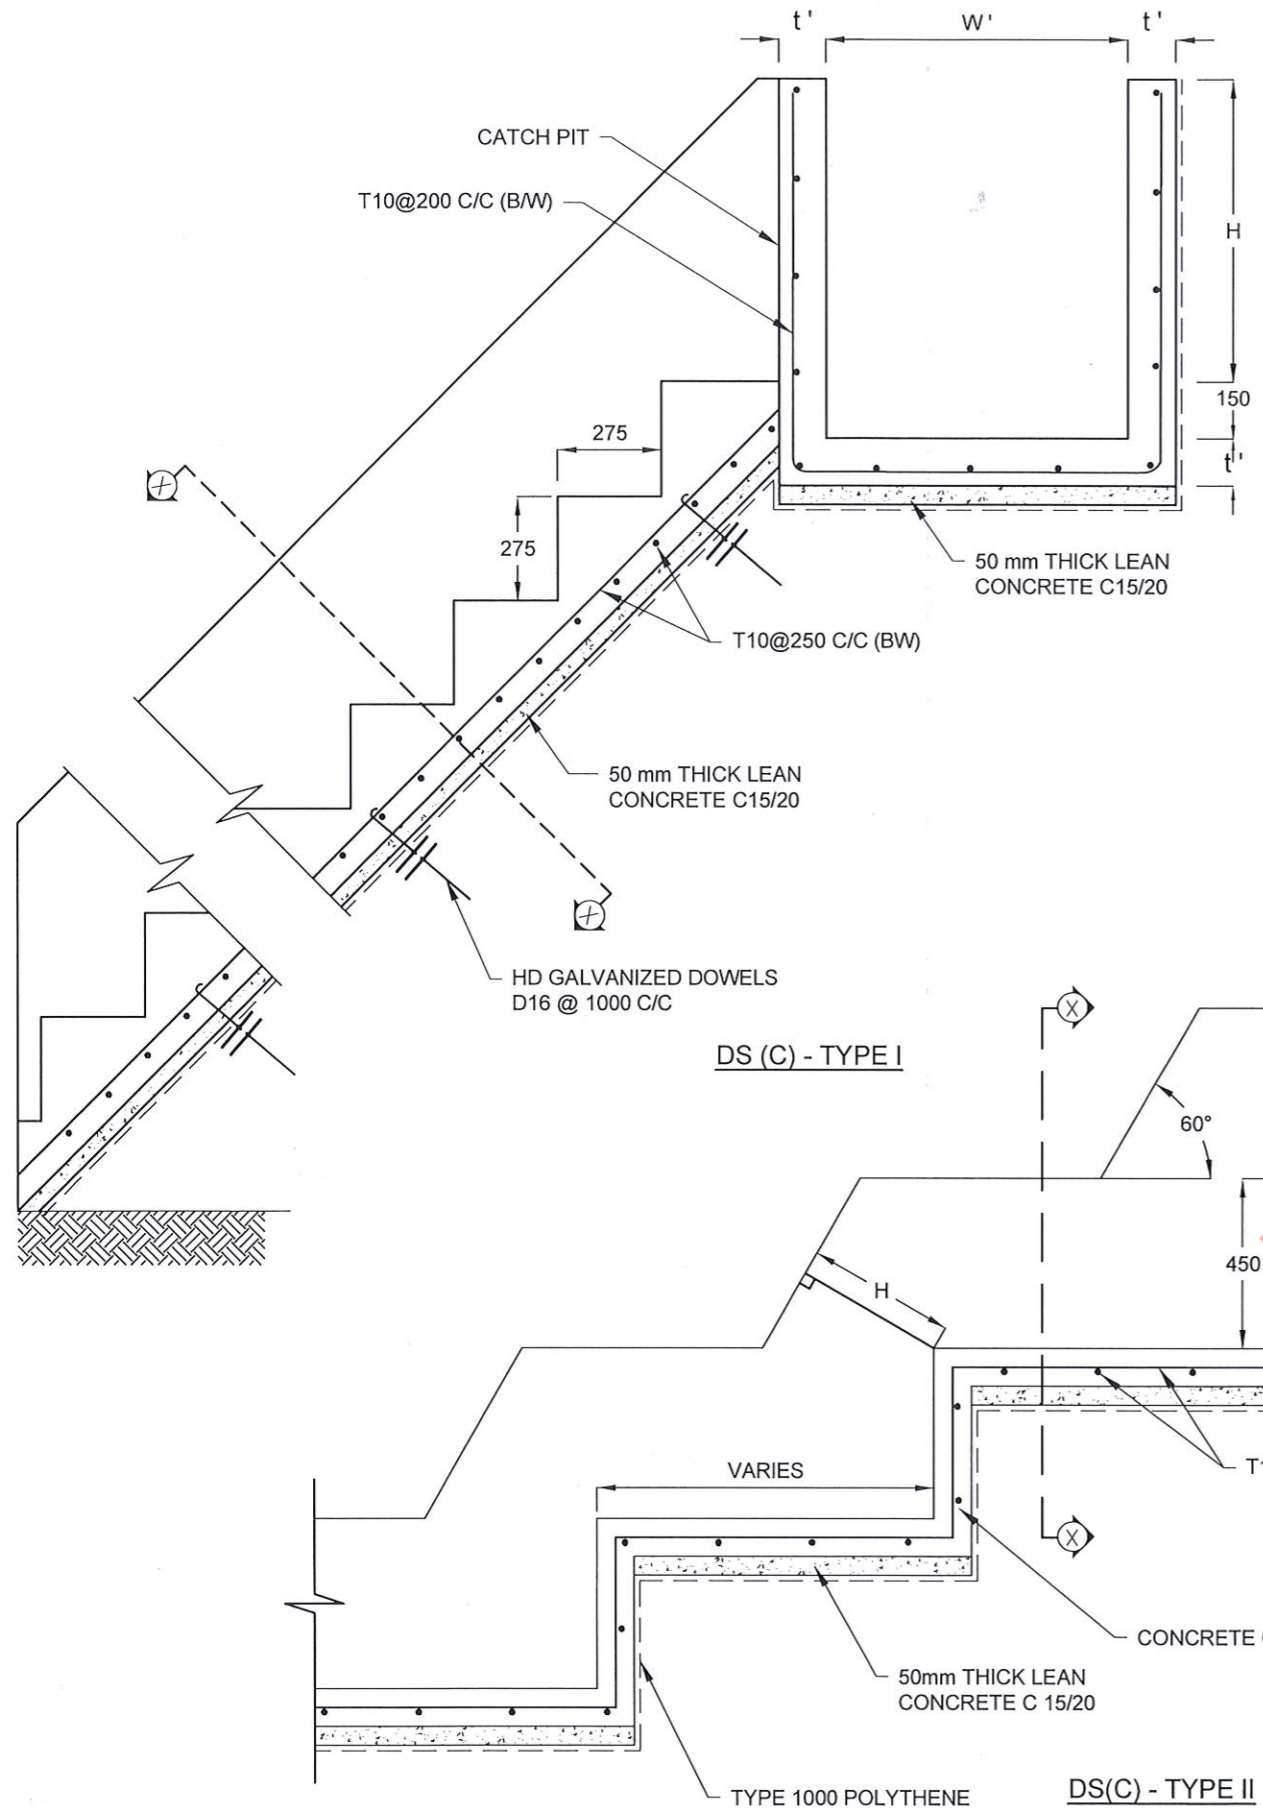 t' W' t'
CATCH PIT
T10@200 C/C (B/W)
H
150
275
t'
275
50 mm THICK LEAN
CONCRETE C15/20
T10@250 C/C (BW)
50 mm THICK LEAN
CONCRETE C15/20
HD GALVANIZED DOWELS
D16 @ 1000 C/C
X
DS (C) - TYPE I
60°
450
H
VARIES
X
CONCRETE
50mm THICK LEAN
CONCRETE C 15/20
TYPE 1000 POLYTHENE
DS(C) - TYPE II